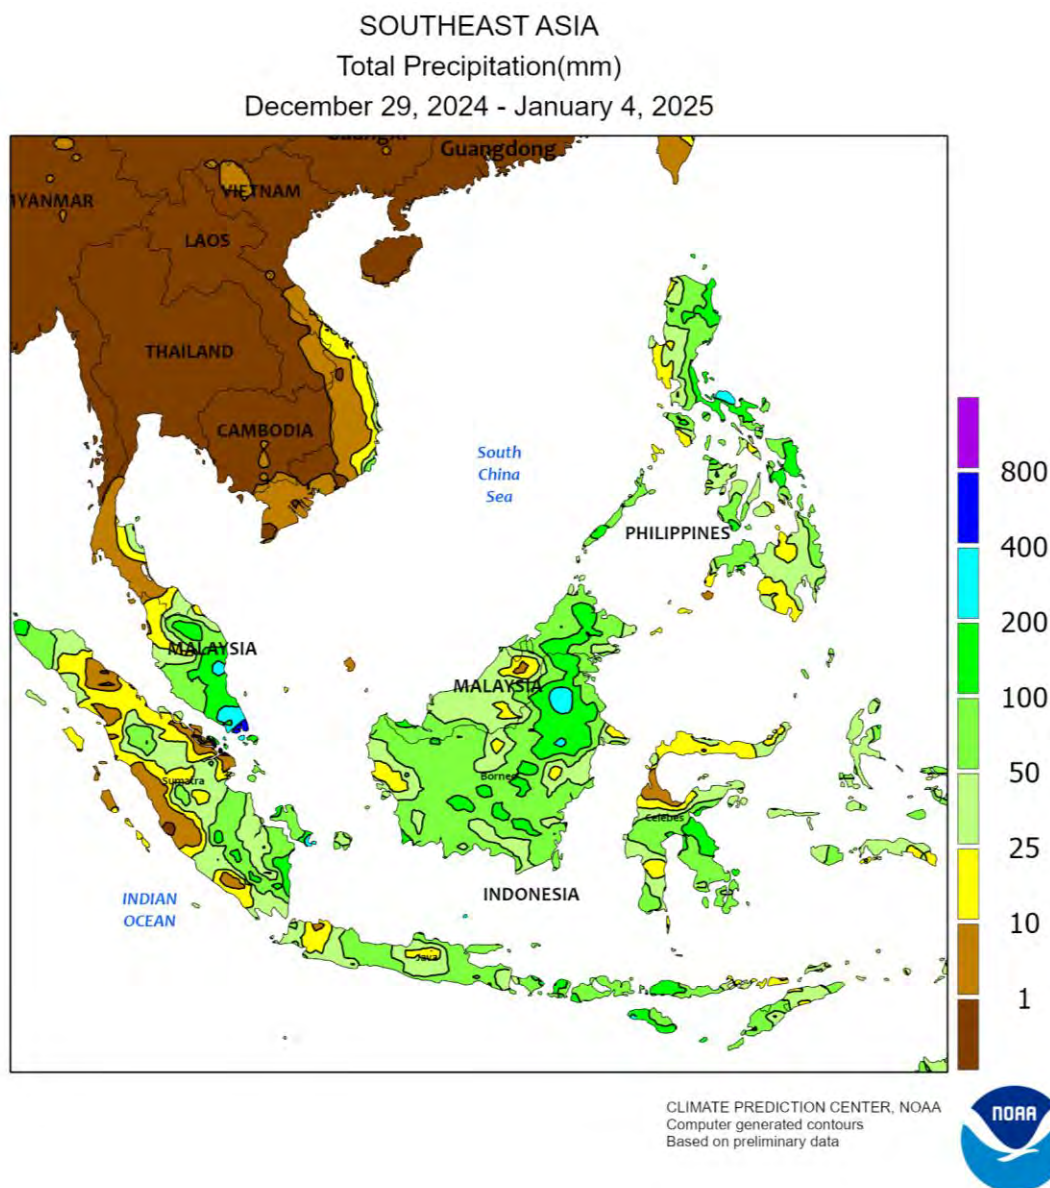 SOUTHEAST ASIA
Total Precipitation(mm)
December 29, 2024 - January 4, 2025
Guangdong
YANMAR
VIETNAM
LAOS
THAILAND
CAMBODIA
South
China
Sea
PHILIPPINES
MALAYSIA
MALAYSIA
Sumatra
Borneo
Celebes
INDONESIA
INDIAN
OCEAN
Java
800
400
200
100
50
25
10
1
CLIMATE PREDICTION CENTER, NOAA
Computer generated contours
Based on preliminary data
NOAA